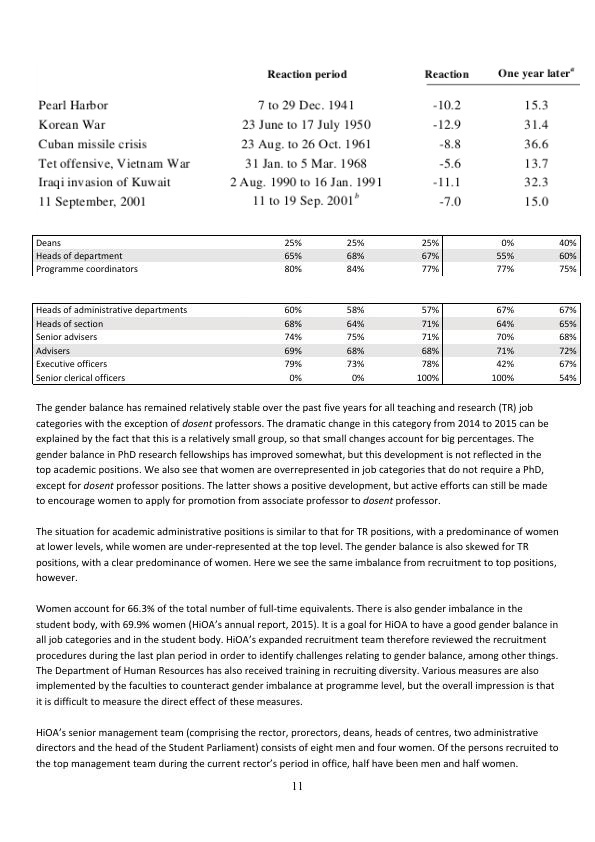 Reaction period Reaction One year later a
Pearl Harbor 7 to 29 Dec. 1941 -10.2 15.3
Korean War 23 June to 17 July 1950 -12.9 31.4
Cuban missile crisis 23 Aug. to 26 Oct. 1961 -8.8 36.6
Tet offensive, Vietnam War 31 Jan. to 5 Mar. 1968 -5.6 13.7
Iraqi invasion of Kuwait 2 Aug. 1990 to 16 Jan. 1991 -11.1 32.3
11 September, 2001 11 to 19 Sep. 2001 b -7.0 15.0
Deans 25% 25% 25% 0% 40%
Heads of department 65% 68% 67% 55% 60%
Programme coordinators 80% 84% 77% 77% 75%
Heads of administrative departments 60% 58% 57% 67% 67%
Heads of section 68% 64% 71% 64% 65%
Senior advisers 74% 75% 71% 70% 68%
Advisers 69% 68% 68% 71% 72%
Executive officers 79% 73% 78% 42% 67%
Senior clerical officers 0% 0% 100% 100% 54%
The gender balance has remained relatively stable over the past five years for all teaching and research (TR) job
categories with the exception of dosent professors. The dramatic change in this category from 2014 to 2015 can be
explained by the fact that this is a relatively small group, so that small changes account for big percentages. The
gender balance in PhD research fellowships has improved somewhat, but this development is not reflected in the
top academic positions. We also see that women are overrepresented in job categories that do not require a PhD,
except for dosent professor positions. The latter shows a positive development, but active efforts can still be made
to encourage women to apply for promotion from associate professor to dosent professor.
The situation for academic administrative positions is similar to that for TR positions, with a predominance of women
at lower levels, while women are under-represented at the top level. The gender balance is also skewed for TR
positions, with a clear predominance of women. Here we see the same imbalance from recruitment to top positions,
however.
Women account for 66.3% of the total number of full-time equivalents. There is also gender imbalance in the
student body, with 69.9% women (HiOA's annual report, 2015). It is a goal for HiOA to have a good gender balance in
all job categories and in the student body. HiOA's expanded recruitment team therefore reviewed the recruitment
procedures during the last plan period in order to identify challenges relating to gender balance, among other things.
The Department of Human Resources has also received training in recruiting diversity. Various measures are also
implemented by the faculties to counteract gender imbalance at programme level, but the overall impression is that
it is difficult to measure the direct effect of these measures.
HiOA's senior management team (comprising the rector, prorectors, deans, heads of centres, two administrative
directors and the head of the Student Parliament) consists of eight men and four women. Of the persons recruited to
the top management team during the current rector's period in office, half have been men and half women.
11